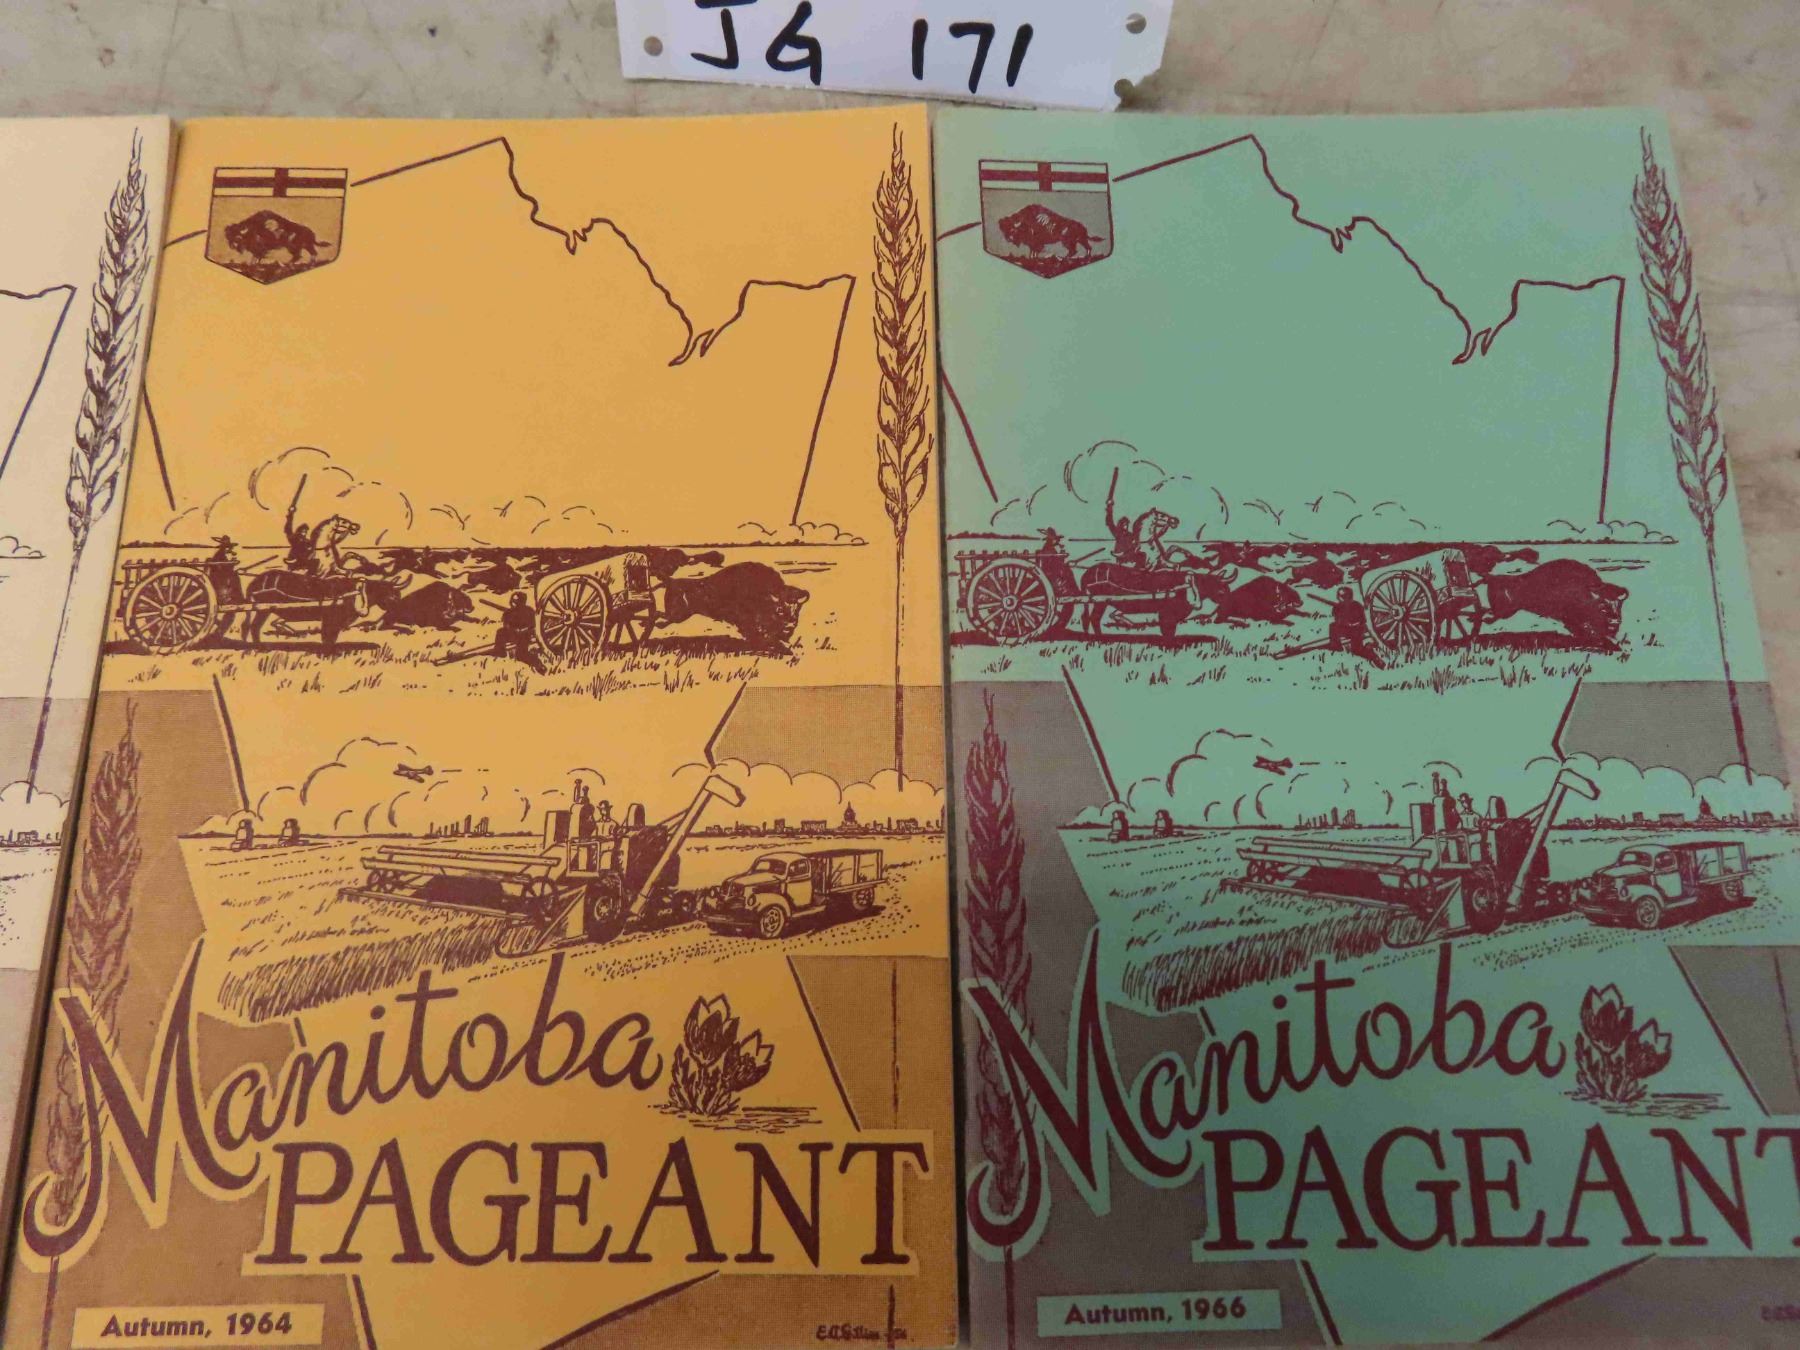 JG 171
Manitoba
PAGEANT
Autumn, 1964
Manitoba
PAGEANT
Autumn, 1966